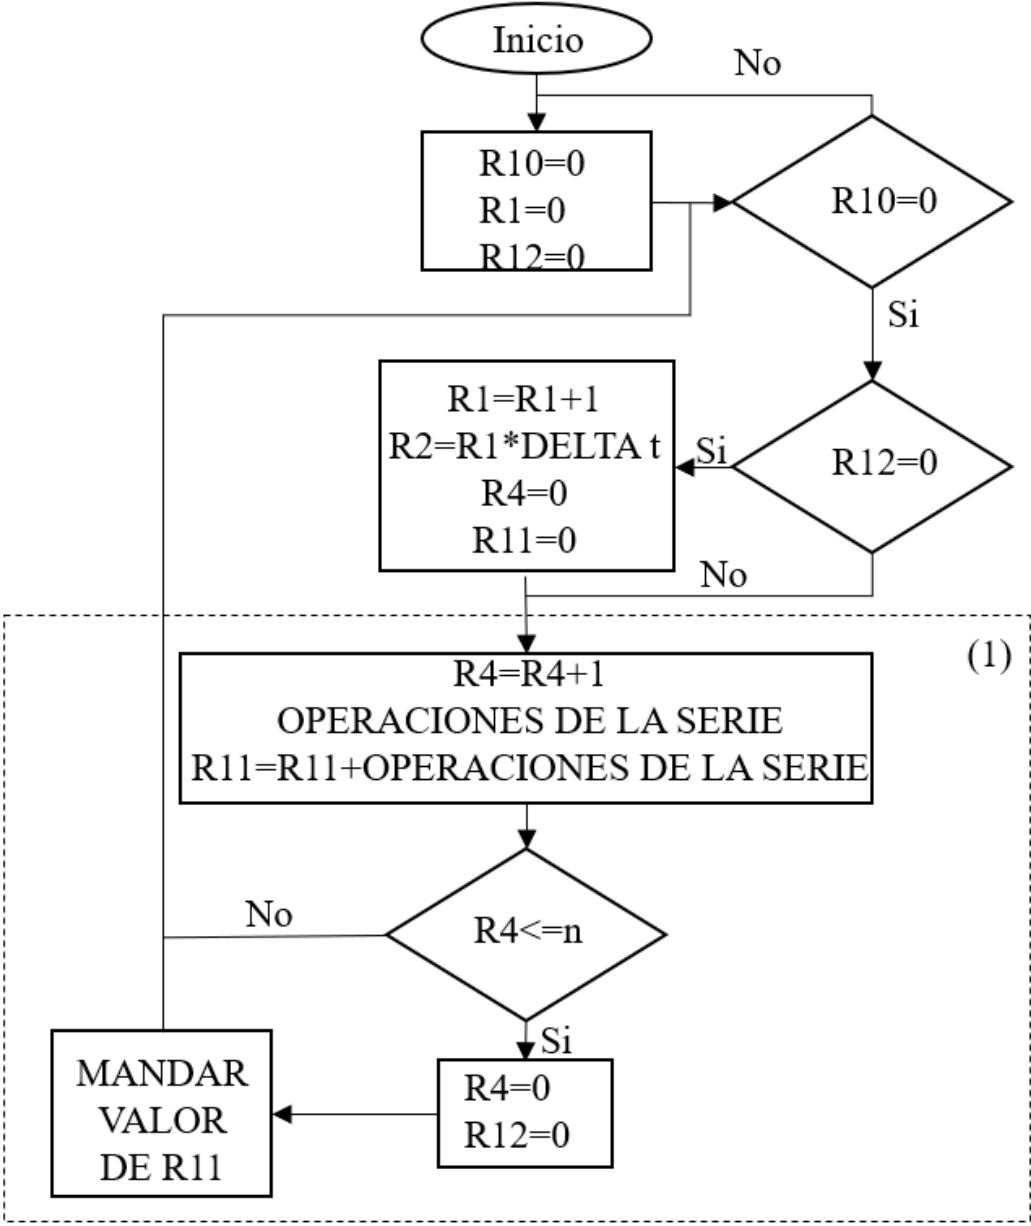 Inicio
No
R10=0
R1=0
R12=0
R10=0
Si
R1=R1+1
R2=R1*DELTA t
R4=0
R11=0
Si
R12=0
No
(1)
R4=R4+1
OPERACIONES DE LA SERIE
R11=R11+OPERACIONES DE LA SERIE
No
R4<=n
Si
R4=0
R12=0
MANDAR
VALOR
DE R11